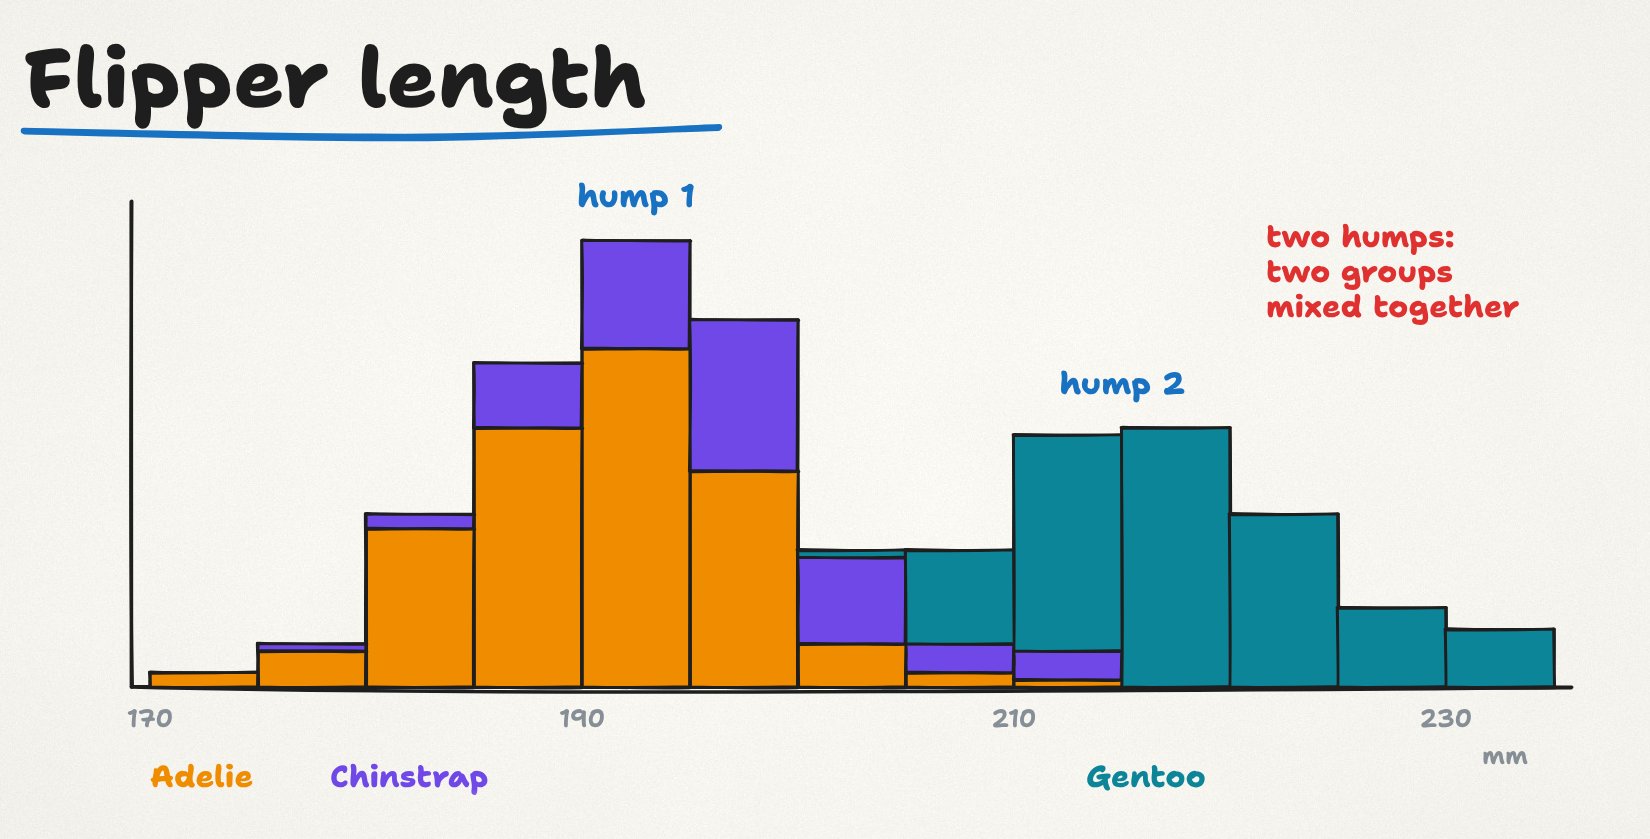 Flipper length
hump 1
two humps:
two groups
mixed together
hump 2
170 190 210 230
mm
Adelie Chinstrap Gentoo